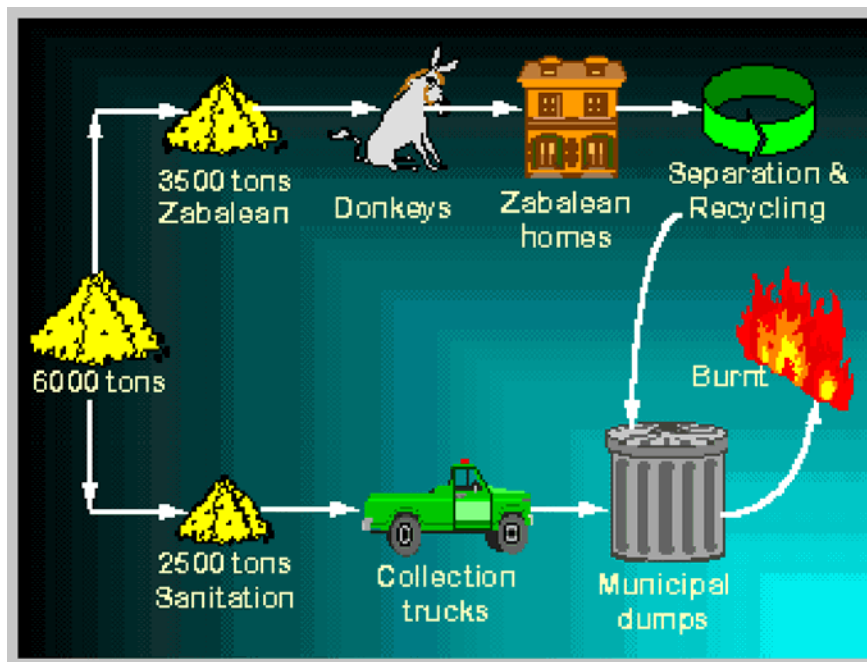 3500 tons
Zabalean
Donkeys
Zabalean
homes
Separation &
Recycling
6000 tons
Burnt
2500 tons
Sanitation
Collection
trucks
Municipal
dumps